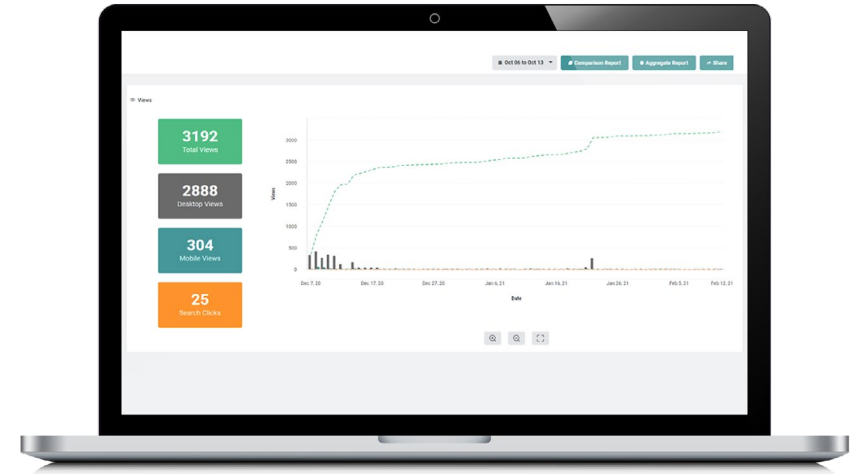 Oct 06 to Oct 13
Comparison Report
Aggregate Report
Share
Views
3192
Total Views
2888
Desktop Views
304
Mobile Views
25
Search Clicks
Views
3000
2500
2000
1500
1000
500
0
Dec 7, 20
Dec 17, 20
Dec 27, 20
Jan 6, 21
Jan 16, 21
Jan 26, 21
Feb 5, 21
Feb 12, 21
Date